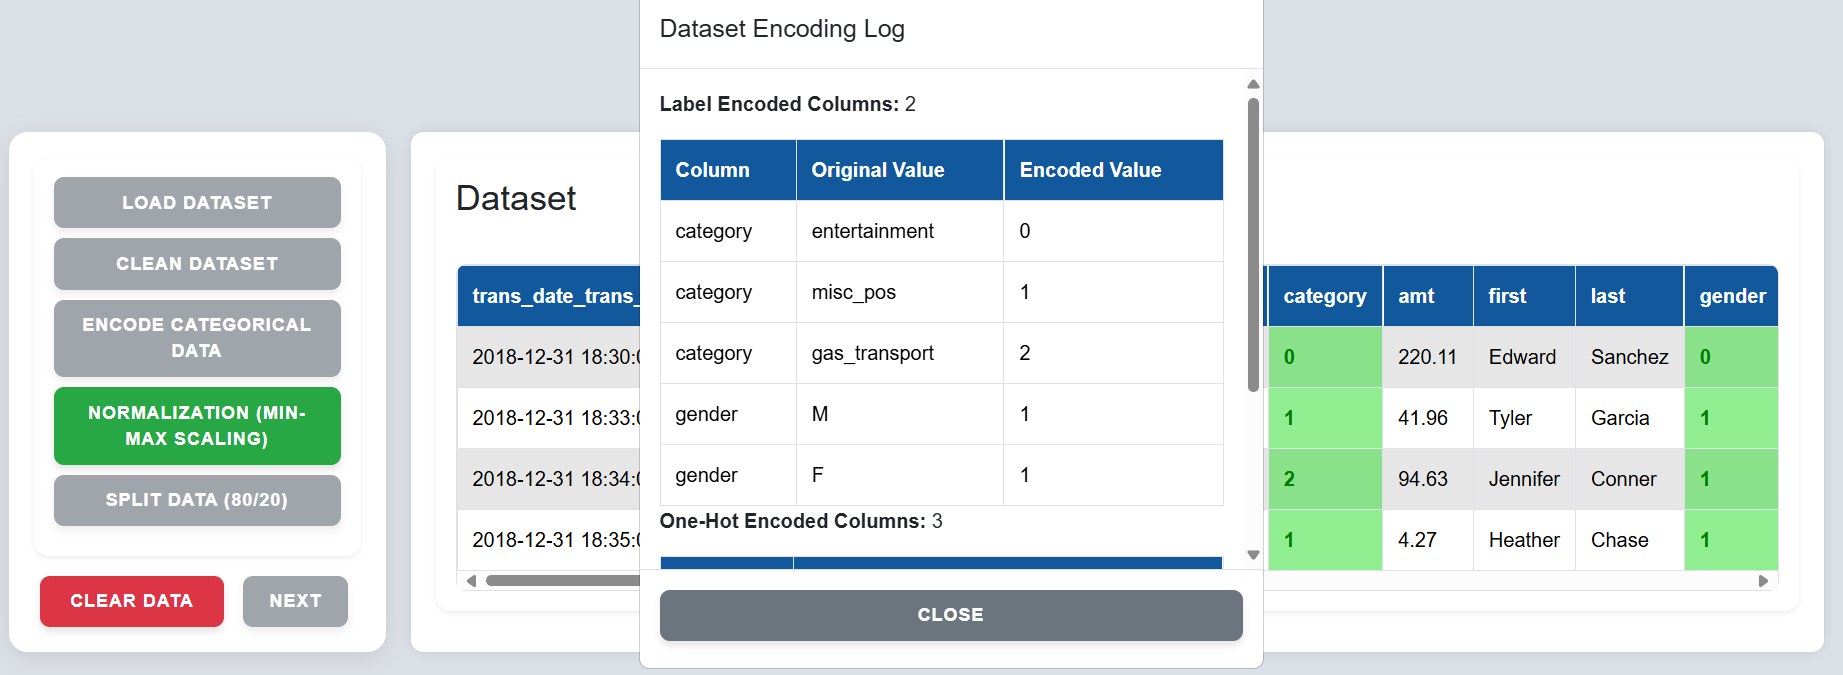 Dataset Encoding Log
Label Encoded Columns: 2
Column Original Value Encoded Value
category entertainment 0
category misc_pos 1
category gas_transport 2
gender M 1
gender F 1
One-Hot Encoded Columns: 3
CLOSE
LOAD DATASET
CLEAN DATASET
ENCODE CATEGORICAL
DATA
NORMALIZATION (MIN-
MAX SCALING)
SPLIT DATA (80/20)
CLEAR DATA NEXT
Dataset
trans_date_trans_ category amt first last gender
2018-12-31 18:30:0 0 220.11 Edward Sanchez 0
2018-12-31 18:33:0 1 41.96 Tyler Garcia 1
2018-12-31 18:34:0 2 94.63 Jennifer Conner 1
2018-12-31 18:35:0 1 4.27 Heather Chase 1